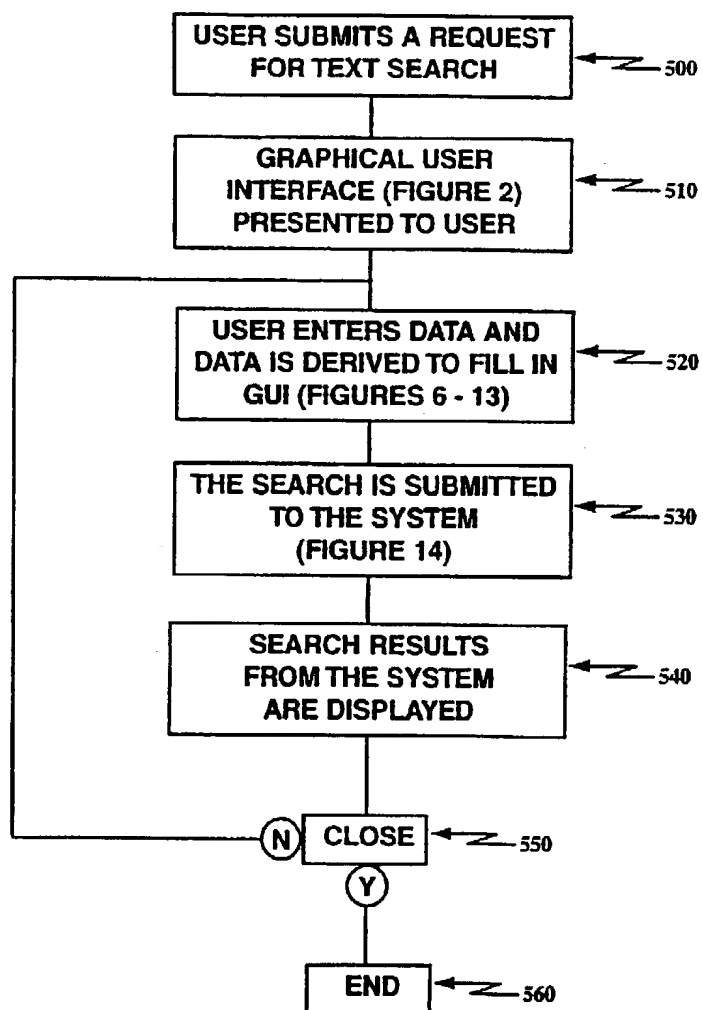 USER SUBMITS A REQUEST
FOR TEXT SEARCH
500
GRAPHICAL USER
INTERFACE (FIGURE 2)
PRESENTED TO USER
510
USER ENTERS DATA AND
DATA IS DERIVED TO FILL IN
GUI (FIGURES 6 - 13)
520
THE SEARCH IS SUBMITTED
TO THE SYSTEM
(FIGURE 14)
530
SEARCH RESULTS
FROM THE SYSTEM
ARE DISPLAYED
540
N
CLOSE
550
Y
END
560